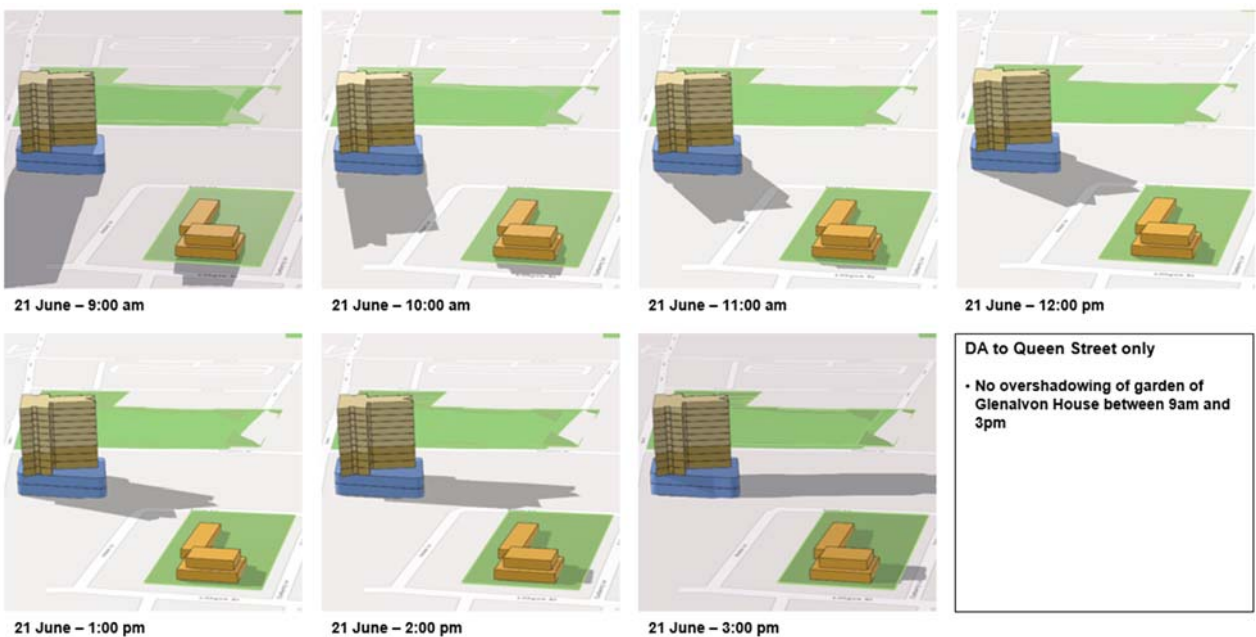 21 June – 9:00 am
21 June – 10:00 am
21 June – 11:00 am
21 June – 12:00 pm
21 June – 1:00 pm
21 June – 2:00 pm
21 June – 3:00 pm
DA to Queen Street only
• No overshadowing of garden of
Glenalvon House between 9am and
3pm